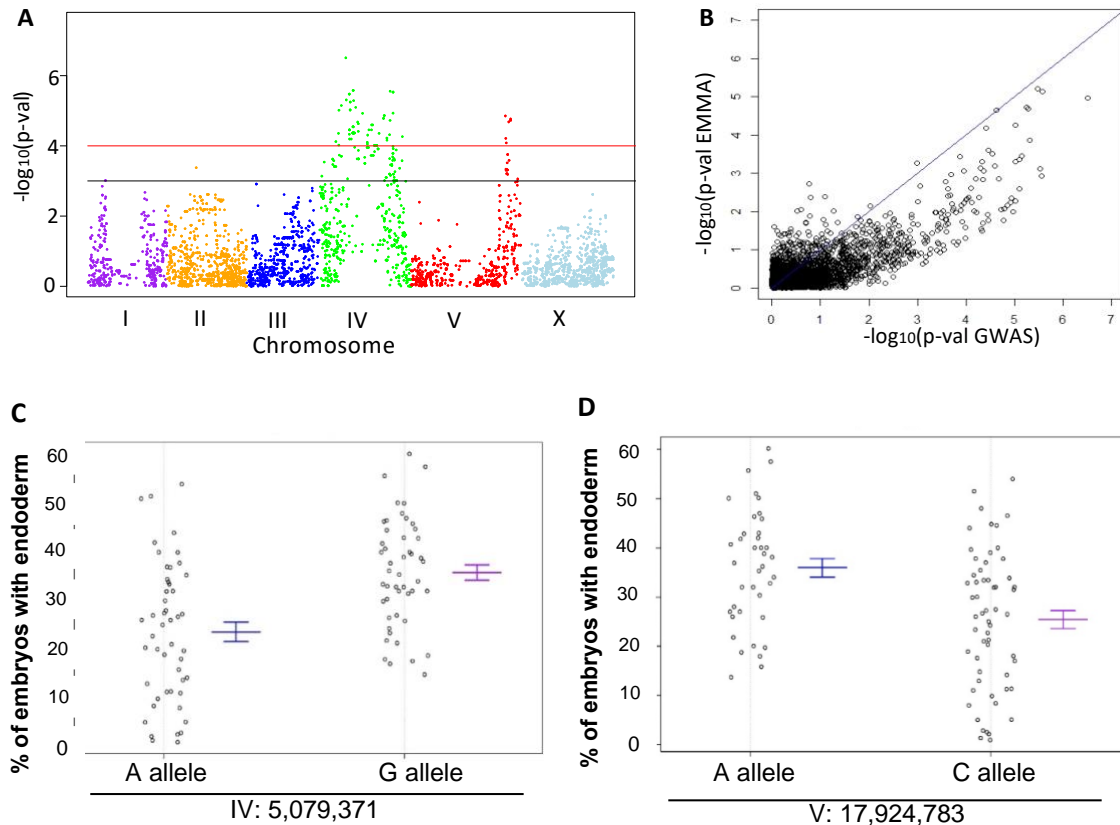 A
-log10(p-val)
6
4
2
0
I II III IV V X
Chromosome
B
-log10(p-val EMMA)
7
6
5
4
3
2
1
0
0 1 2 3 4 5 6 7
-log10(p-val GWAS)
C
% of embryos with endoderm
60
50
40
30
20
10
0
A allele G allele
IV: 5,079,371
D
% of embryos with endoderm
60
50
40
30
20
10
0
A allele C allele
V: 17,924,783